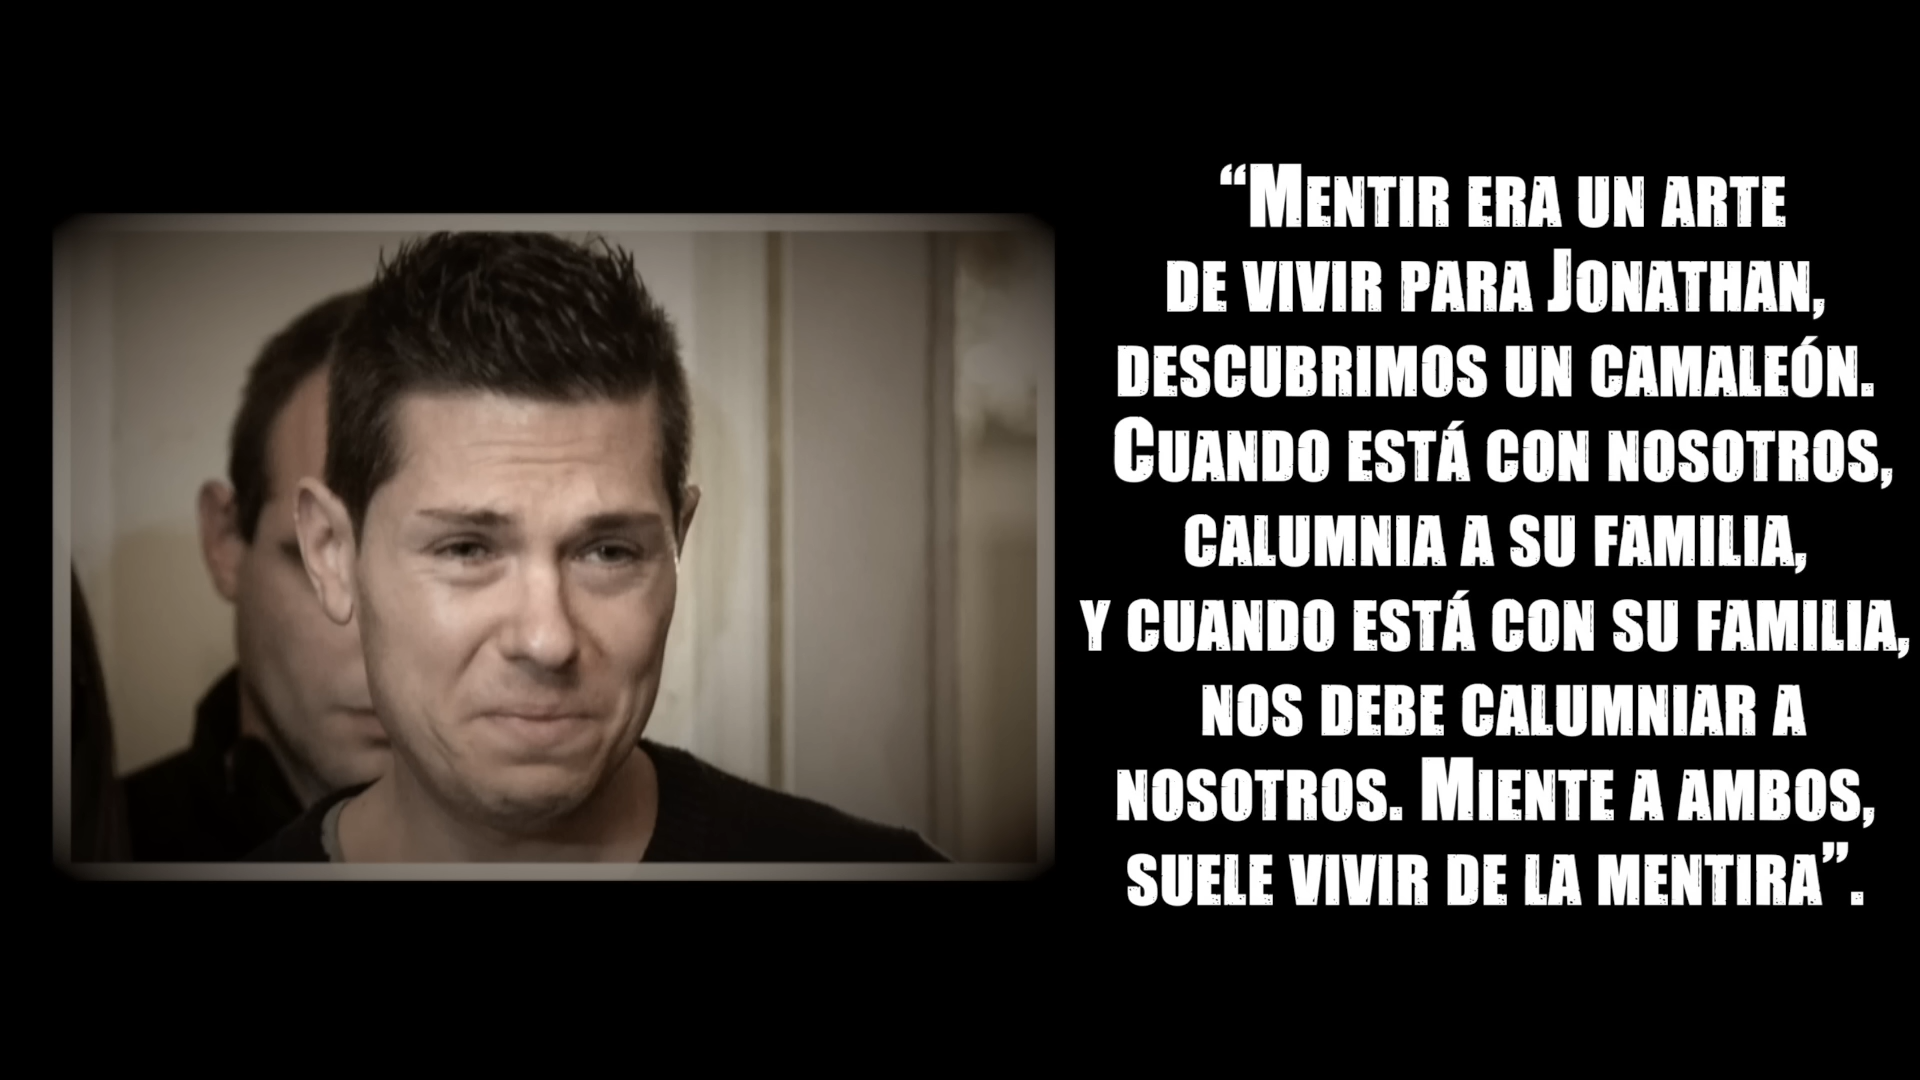 “Mentir era un arte
de vivir para Jonathan,
descubrimos un camaleón.
Cuando está con nosotros,
calumnia a su familia,
y cuando está con su familia,
nos debe calumniar a
nosotros. Miente a ambos,
suele vivir de la mentira”.